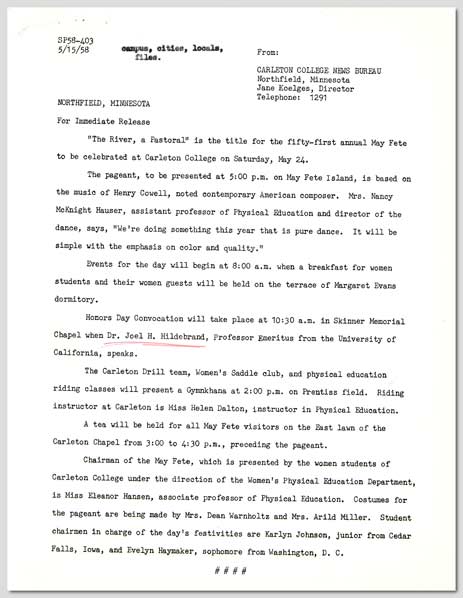 SP58-403
5/15/58
campus, cities, locals,
files.
From:
CARLETON COLLEGE NEWS BUREAU
Northfield, Minnesota
Jane Koelges, Director
Telephone: 1291
NORTHFIELD, MINNESOTA
For Immediate Release
"The River, a Pastoral" is the title for the fifty-first annual May Fete
to be celebrated at Carleton College on Saturday, May 24.
The pageant, to be presented at 5:00 p.m. on May Fete Island, is based on
the music of Henry Cowell, noted contemporary American composer. Mrs. Nancy
McKnight Hauser, assistant professor of Physical Education and director of the
dance, says, "We're doing something this year that is pure dance. It will be
simple with the emphasis on color and quality."
Events for the day will begin at 8:00 a.m. when a breakfast for women
students and their women guests will be held on the terrace of Margaret Evans
dormitory.
Honors Day Convocation will take place at 10:30 a.m. in Skinner Memorial
Chapel when Dr. Joel H. Hildebrand, Professor Emeritus from the University of
California, speaks.
The Carleton Drill team, Women's Saddle club, and physical education
riding classes will present a Gymnkhana at 2:00 p.m. on Prentiss field. Riding
instructor at Carleton is Miss Helen Dalton, instructor in Physical Education.
A tea will be held for all May Fete visitors on the East lawn of the
Carleton Chapel from 3:00 to 4:30 p.m., preceding the pageant.
Chairman of the May Fete, which is presented by the women students of
Carleton College under the direction of the Women's Physical Education Department,
is Miss Eleanor Hansen, associate professor of Physical Education. Costumes for
the pageant are being made by Mrs. Dean Warnholtz and Mrs. Arild Miller. Student
chairmen in charge of the day's festivities are Karlyn Johnson, junior from Cedar
Falls, Iowa, and Evelyn Haymaker, sophomore from Washington, D. C.
# # # #